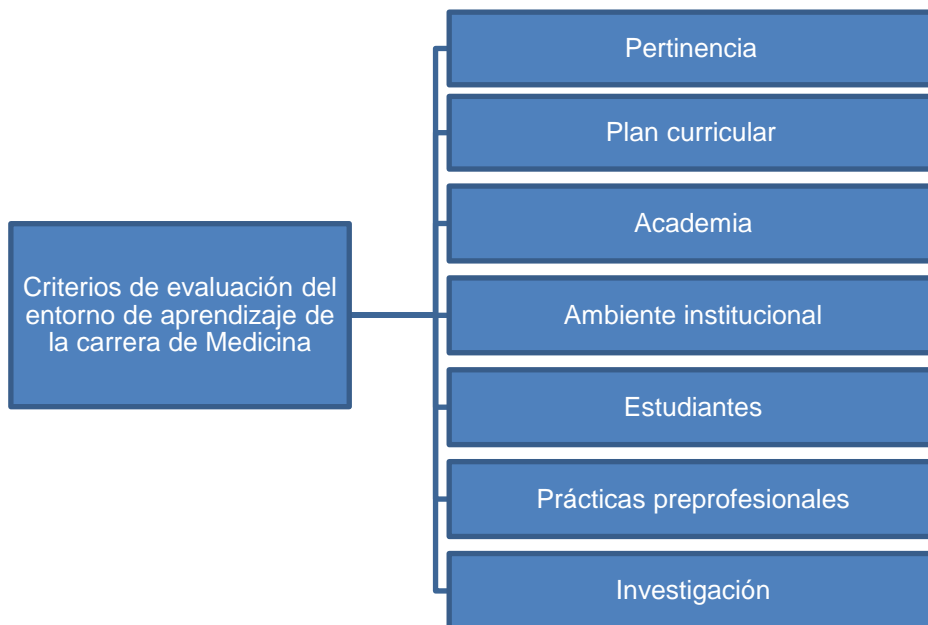 Criterios de evaluación del
entorno de aprendizaje de
la carrera de Medicina
Pertinencia
Plan curricular
Academia
Ambiente institucional
Estudiantes
Prácticas preprofesionales
Investigación